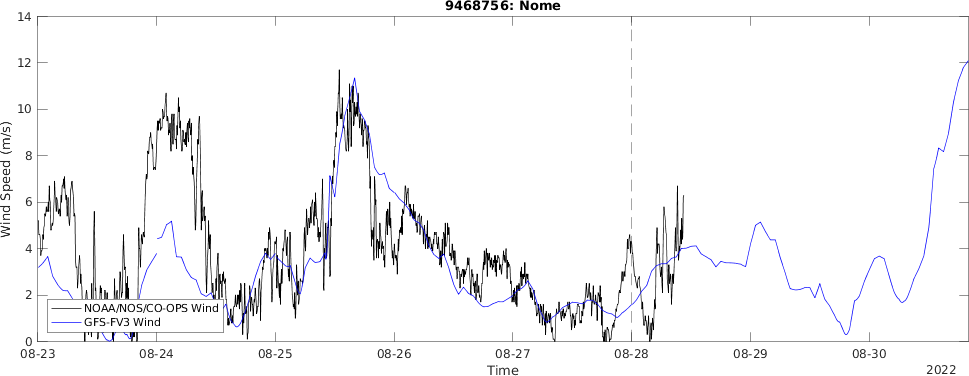 9468756: Nome
14
12
10
8
6
4
2
0
Wind Speed (m/s)
NOAA/NOS/CO-OPS Wind
GFS-FV3 Wind
08-23 08-24 08-25 08-26 08-27 08-28 08-29 08-30
Time
2022